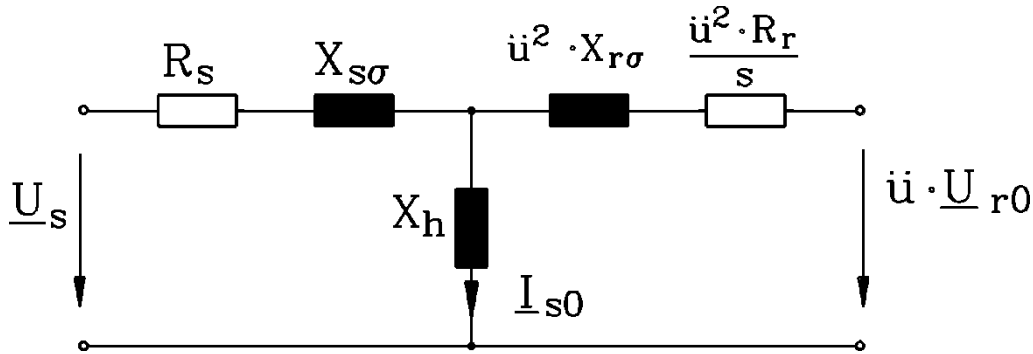 R_s
X_sσ
ü² · X_rσ
ü² · R_r
s
U_s
X_h
I_s0
ü · U_r0